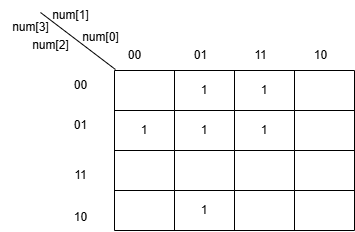 num[1]
num[3]
num[0]
num[2]
00 01 11 10
00 1 1
01 1 1 1
11
10 1